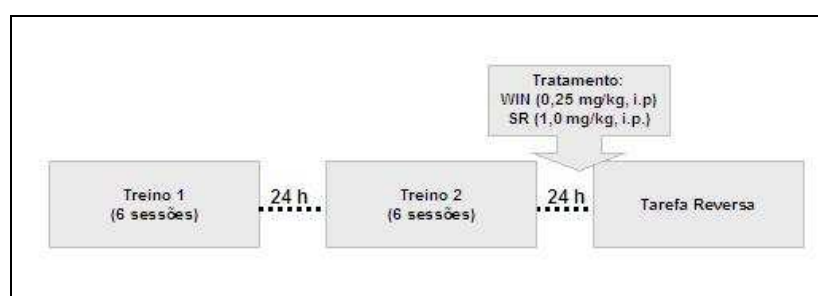 Tratamento:
WIN (0,25 mg/kg, i.p)
SR (1,0 mg/kg, i.p.)
Treino 1
(6 sessões)
24 h
Treino 2
(6 sessões)
24 h
Tarefa Reversa